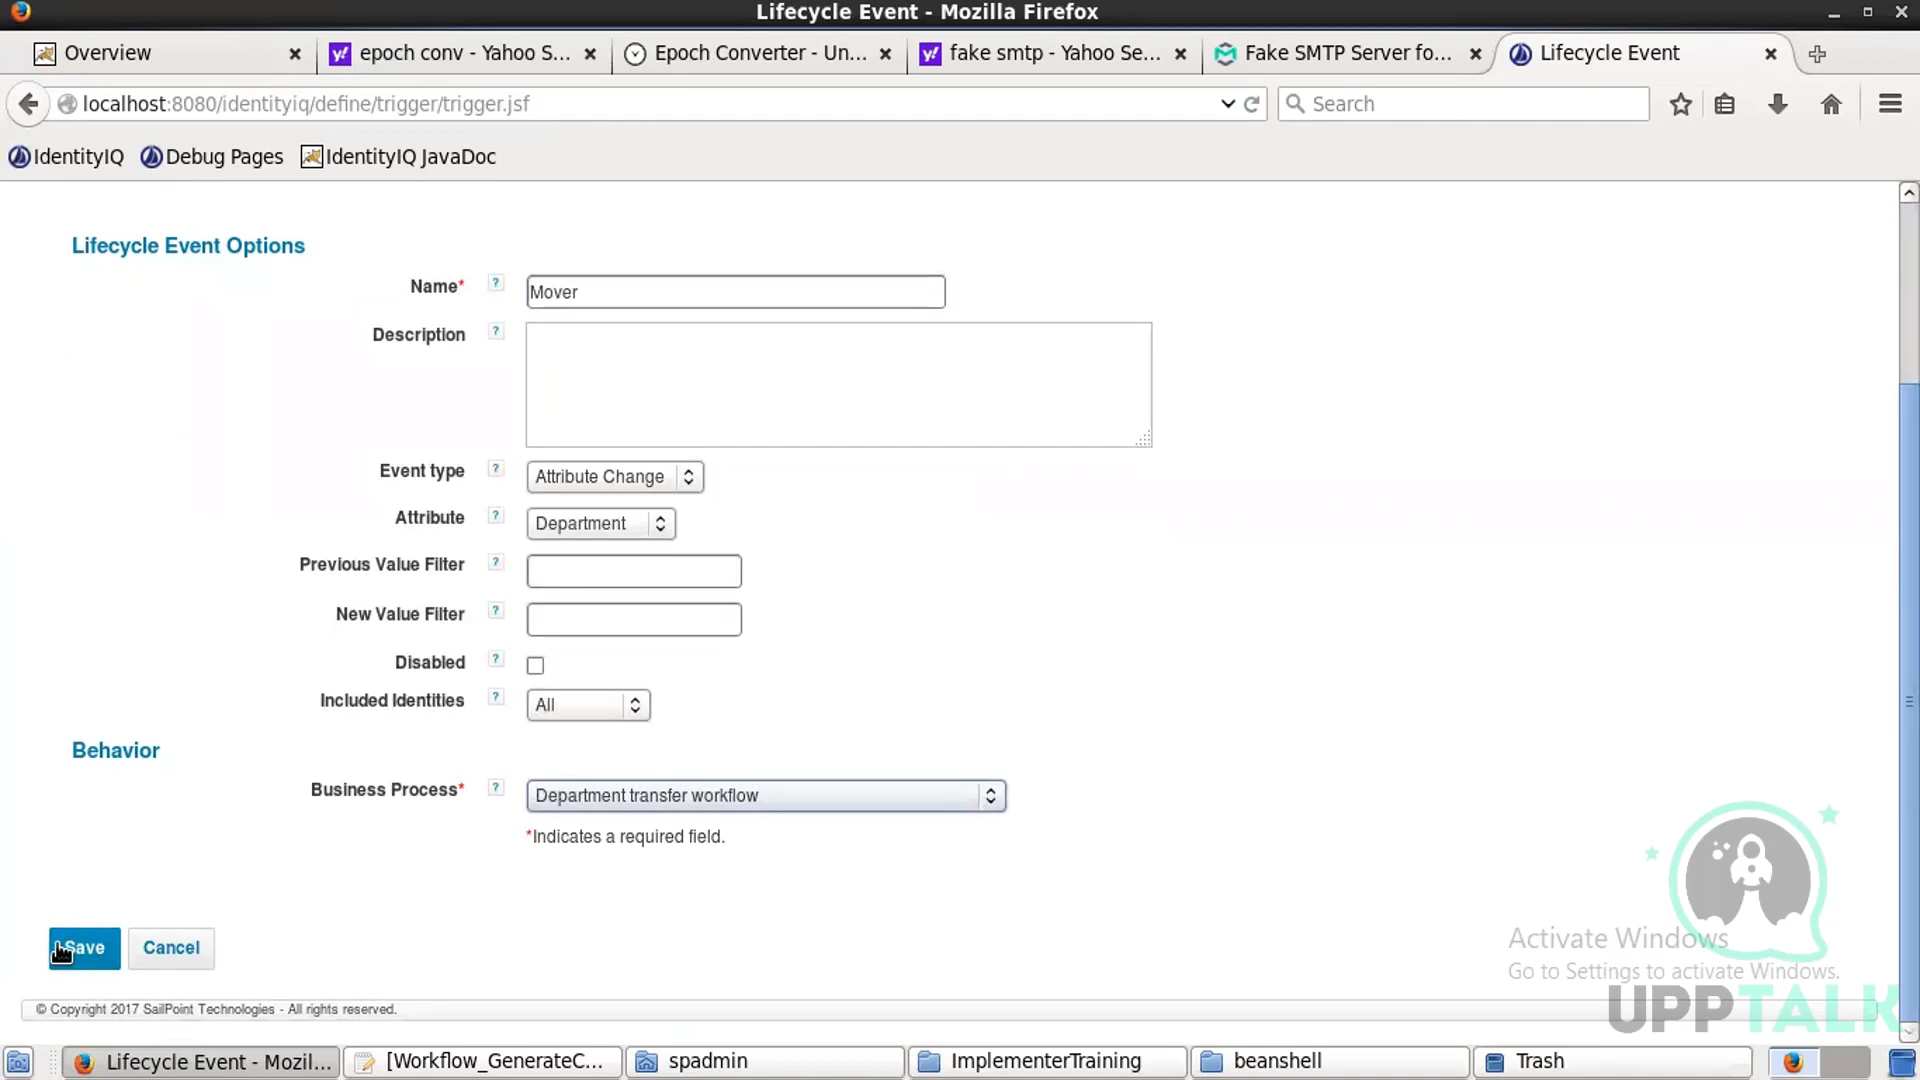 Lifecycle Event - Mozilla Firefox
Overview
epoch conv - Yahoo S...
Epoch Converter - Un...
fake smtp - Yahoo Se...
Fake SMTP Server fo...
Lifecycle Event
localhost:8080/identityiq/define/trigger/trigger.jsf
Search
IdentityIQ
Debug Pages
IdentityIQ JavaDoc
Lifecycle Event Options
Name*
?
Mover
Description
?
Event type
?
Attribute Change
Attribute
?
Department
Previous Value Filter
?
New Value Filter
?
Disabled
?
Included Identities
?
All
Behavior
Business Process*
?
Department transfer workflow
*Indicates a required field.
Save
Cancel
Activate Windows
Go to Settings to activate Windows.
UPPTALK
© Copyright 2017 SailPoint Technologies - All rights reserved.
Lifecycle Event - Mozil...
[Workflow_GenerateC...
spadmin
ImplementerTraining
beanshell
Trash